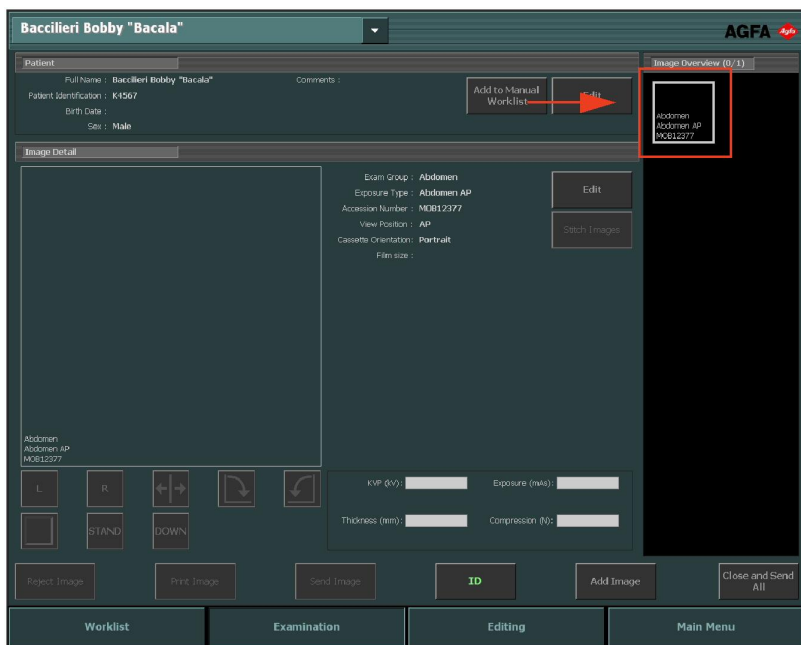 Baccilieri Bobby "Bacala"
AGFA
Agfa
Patient
Full Name : Baccilieri Bobby "Bacala"
Comments :
Patient Identification : K4567
Birth Date :
Sex : Male
Add to Manual
Worklist
Edit
Image Overview (0/1)
Abdomen
Abdomen AP
MOB12377
Image Detail
Exam Group : Abdomen
Exposure Type : Abdomen AP
Accession Number : MOB12377
View Position : AP
Cassette Orientation: Portrait
Film size :
Edit
Stitch Images
Abdomen
Abdomen AP
MOB12377
L
R
STAND
DOWN
KVP (kV):
Exposure (mAs):
Thickness (mm):
Compression (N):
Reject Image
Print Image
Send Image
ID
Add Image
Close and Send
All
Worklist
Examination
Editing
Main Menu